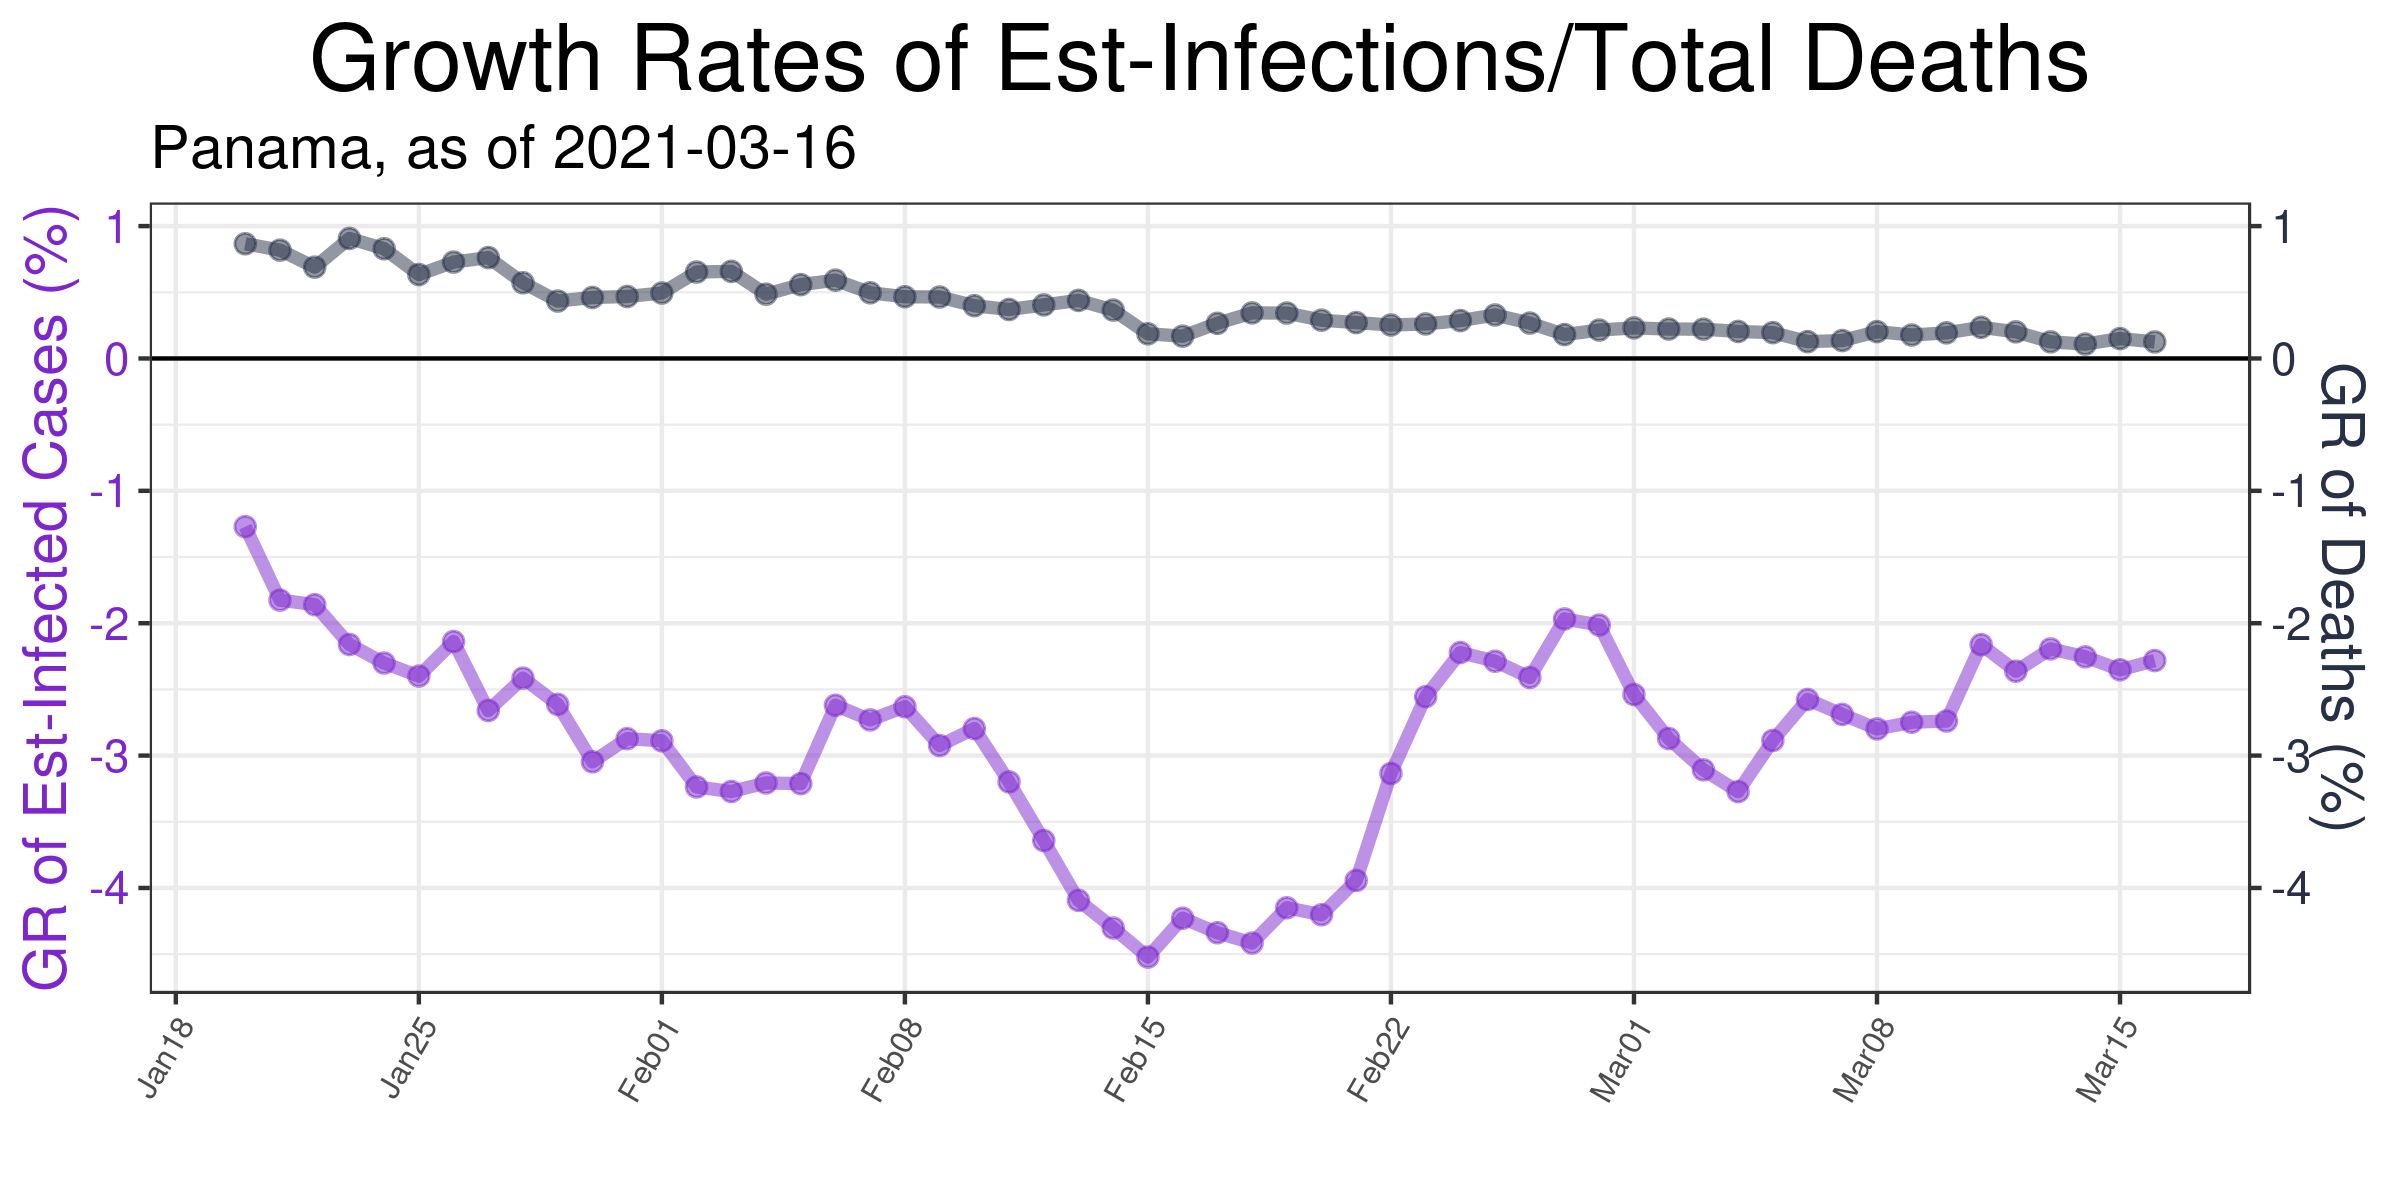 Growth Rates of Est-Infections/Total Deaths
Panama, as of 2021-03-16
GR of Est-Infected Cases (%)
1
0
-1
-2
-3
-4
1
0
-1
-2
-3
-4
GR of Deaths (%)
Jan18
Jan25
Feb01
Feb08
Feb15
Feb22
Mar01
Mar08
Mar15